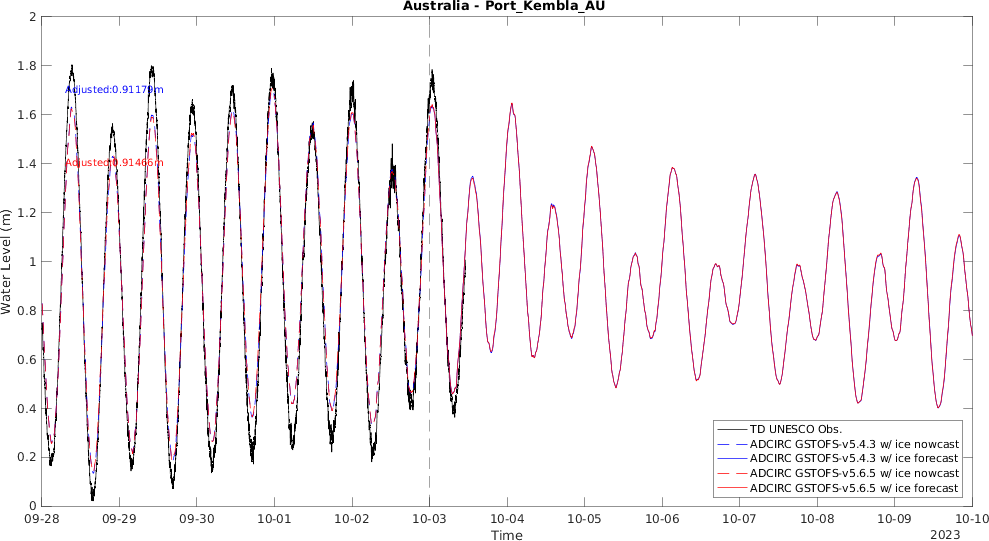 Australia - Port_Kembla_AU
2
1.8
Adjusted:0.91179m
1.6
Adjusted:0.91466m
1.4
1.2
Water Level (m)
1
0.8
0.6
0.4
0.2
0
TD UNESCO Obs.
ADCIRC GSTOFS-v5.4.3 w/ ice nowcast
ADCIRC GSTOFS-v5.4.3 w/ ice forecast
ADCIRC GSTOFS-v5.6.5 w/ ice nowcast
ADCIRC GSTOFS-v5.6.5 w/ ice forecast
09-28 09-29 09-30 10-01 10-02 10-03 10-04 10-05 10-06 10-07 10-08 10-09 10-10
Time
2023